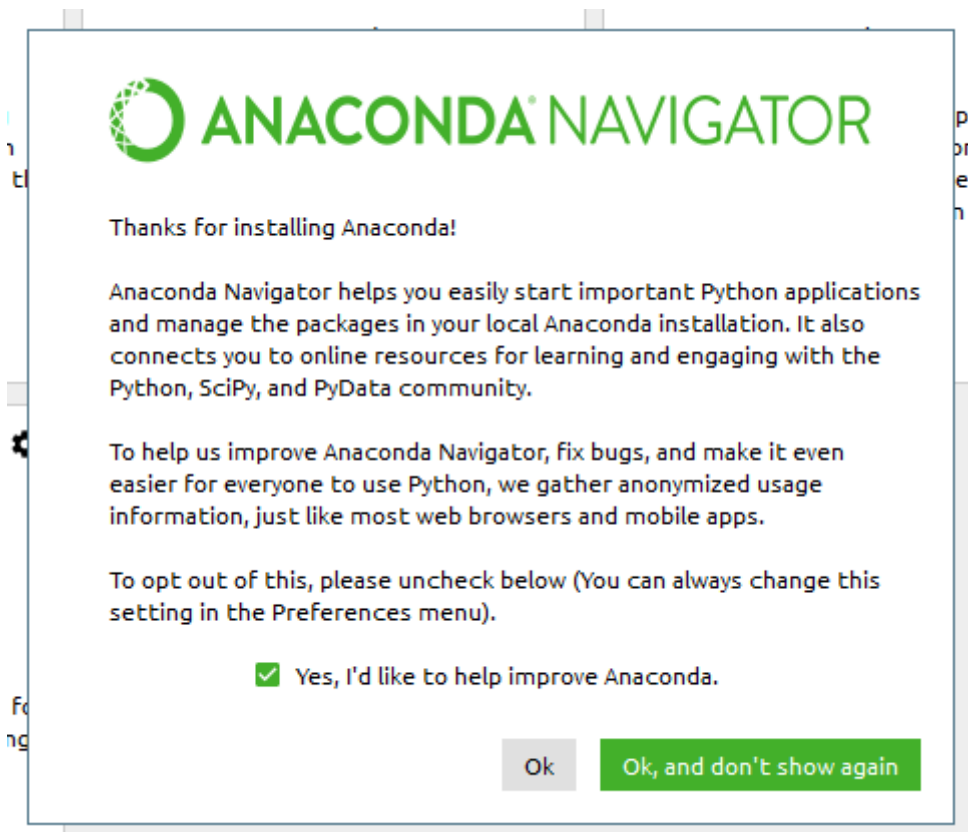 ANACONDA NAVIGATOR
Thanks for installing Anaconda!
Anaconda Navigator helps you easily start important Python applications
and manage the packages in your local Anaconda installation. It also
connects you to online resources for learning and engaging with the
Python, SciPy, and PyData community.
To help us improve Anaconda Navigator, fix bugs, and make it even
easier for everyone to use Python, we gather anonymized usage
information, just like most web browsers and mobile apps.
To opt out of this, please uncheck below (You can always change this
setting in the Preferences menu).
Yes, I'd like to help improve Anaconda.
Ok
Ok, and don't show again